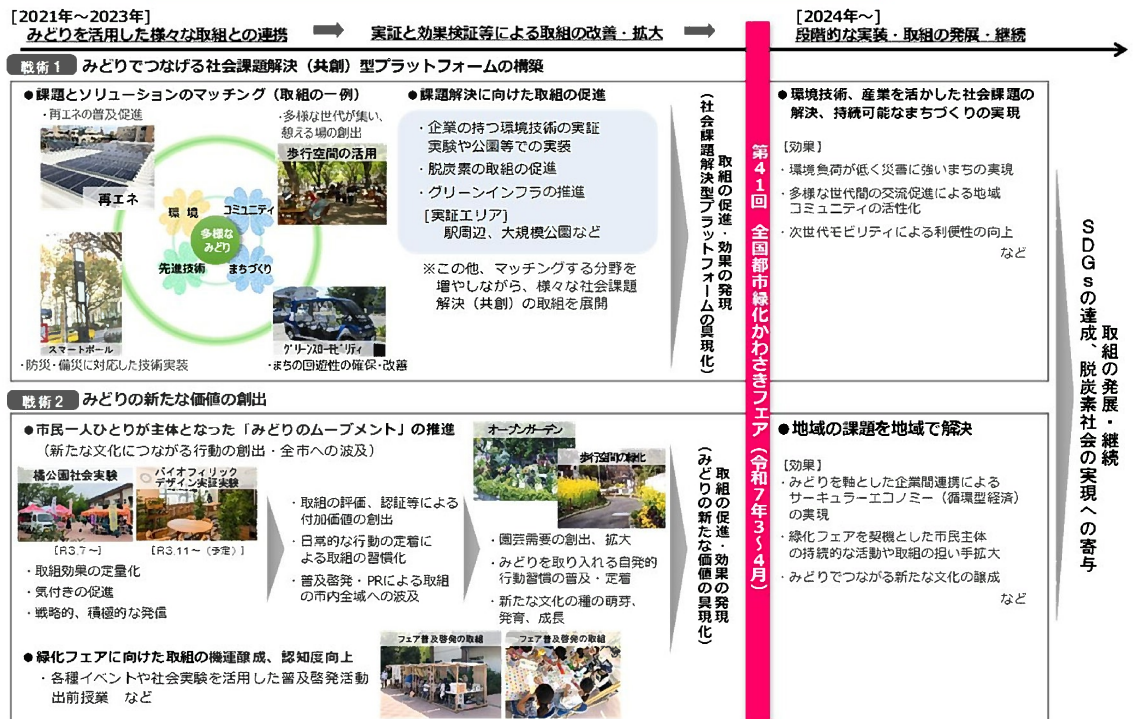 [2021年～2023年]
みどりを活用した様々な取組との連携
実証と効果検証等による取組の改善・拡大
[2024年～]
段階的な実装・取組の発展・継続
戦術1 みどりでつなげる社会課題解決（共創）型プラットフォームの構築
●課題とソリューションのマッチング（取組の一例）
・再エネの普及促進
・多様な世代が集い、
憩える場の創出
歩行空間の活用
再エネ
環境
コミュニティ
多様な
みどり
先進技術
まちづくり
スマートポール
グリーンスローモビリティ
・防災・備災に対応した技術実装
・まちの回遊性の確保・改善
●課題解決に向けた取組の促進
・企業の持つ環境技術の実証
実験や公園等での実装
・脱炭素の取組の促進
・グリーンインフラの推進
[実証エリア]
駅周辺、大規模公園など
※この他、マッチングする分野を
増やしながら、様々な社会課題
解決（共創）の取組を展開
取組の促進・効果の発現
（社会課題解決型プラットフォームの具現化）
第41回 全国都市緑化かわさきフェア（令和7年3～4月）
●環境技術、産業を活かした社会課題の
解決、持続可能なまちづくりの実現
[効果]
・環境負荷が低く災害に強いまちの実現
・多様な世代間の交流促進による地域
コミュニティの活性化
・次世代モビリティによる利便性の向上
など
戦術2 みどりの新たな価値の創出
●市民一人ひとりが主体となった「みどりのムーブメント」の推進
（新たな文化につながる行動の創出・全市への波及）
橘公園社会実験
バイオフィリック
デザイン実証実験
[R3.7～]
[R3.11～（予定）]
・取組効果の定量化
・気付きの促進
・戦略的、積極的な発信
・取組の評価、認証等による
付加価値の創出
・日常的な行動の定着
による取組の習慣化
・普及啓発・PRによる取組
の市内全域への波及
オープンガーデン
歩行空間の緑化
・園芸需要の創出、拡大
・みどりを取り入れる自発的
行動習慣の普及・定着
・新たな文化の種の萌芽、
発育、成長
●緑化フェアに向けた取組の機運醸成、認知度向上
・各種イベントや社会実験を活用した普及啓発活動
出前授業 など
フェア普及啓発の取組
フェア普及啓発の取組
取組の促進・効果の発現
（みどりの新たな価値の具現化）
●地域の課題を地域で解決
[効果]
・みどりを軸とした企業間連携による
サーキュラーエコノミー（循環型経済）
の実現
・緑化フェアを契機とした市民主体
の持続的な活動や取組の担い手拡大
・みどりでつながる新たな文化の醸成
など
取組の発展・継続
SDGsの達成、脱炭素社会の実現への寄与